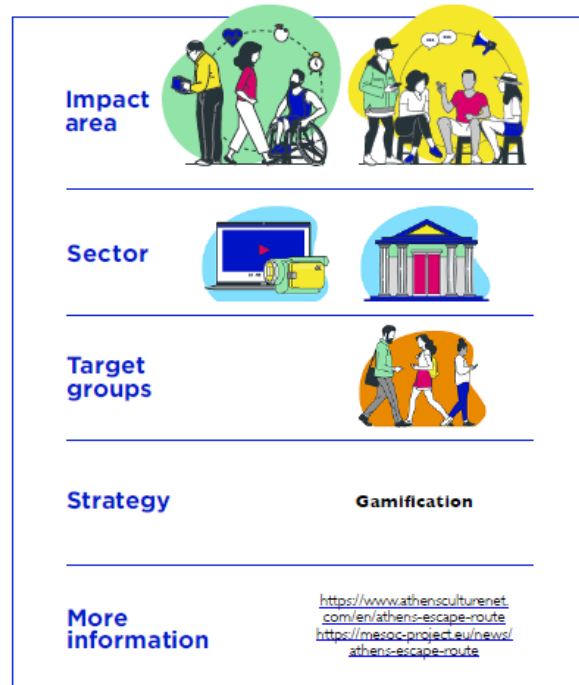 Impact
area
Sector
Target
groups
Strategy
Gamification
More
information
https://www.athensculturenet.
com/en/athens-escape-route
https://mesoc-project.eu/news/
athens-escape-route